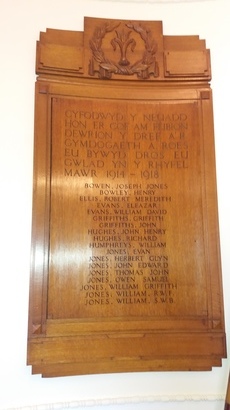 CYFODWYD Y NEUADD
HON ER COF AM FEIBION
DEWRION Y DREF A'R
GYMDOGAETH A ROES
EU BYWYD DROS EU
GWLAD YN Y RHYFEL
MAWR 1914 - 1918
BOWEN, JOSEPH JONES
BOWLEY, HENRY
ELLIS, ROBERT MEREDITH
EVANS, ELEAZAR
EVANS, WILLIAM DAVID
GRIFFITHS, GRIFFITH
GRIFFITHS, JOHN
HUGHES, JOHN HENRY
HUGHES, RICHARD
HUMPHREYS, WILLIAM
JONES, EVAN
JONES, HERBERT GLYN
JONES, JOHN EDWARD
JONES, THOMAS JOHN
JONES, OWEN SAMUEL
JONES, WILLIAM GRIFFITH
JONES, WILLIAM, R.W.F.
JONES, WILLIAM, S.W.B.